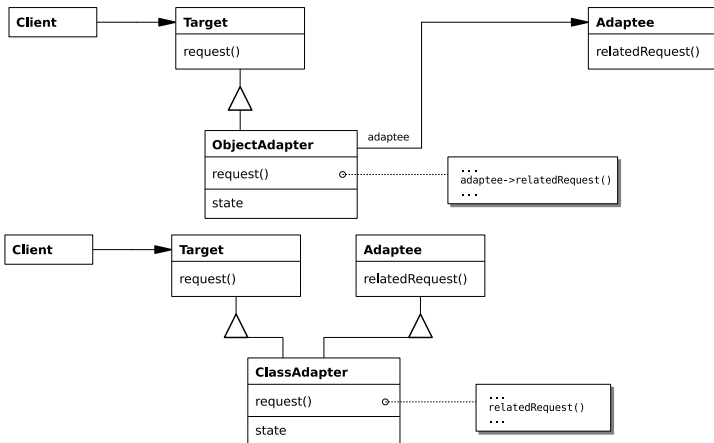 Client
Target
request()
Adaptee
relatedRequest()
adaptee
ObjectAdapter
request()
state
...
adaptee->relatedRequest()
...
Client
Target
request()
Adaptee
relatedRequest()
ClassAdapter
request()
state
...
relatedRequest()
...